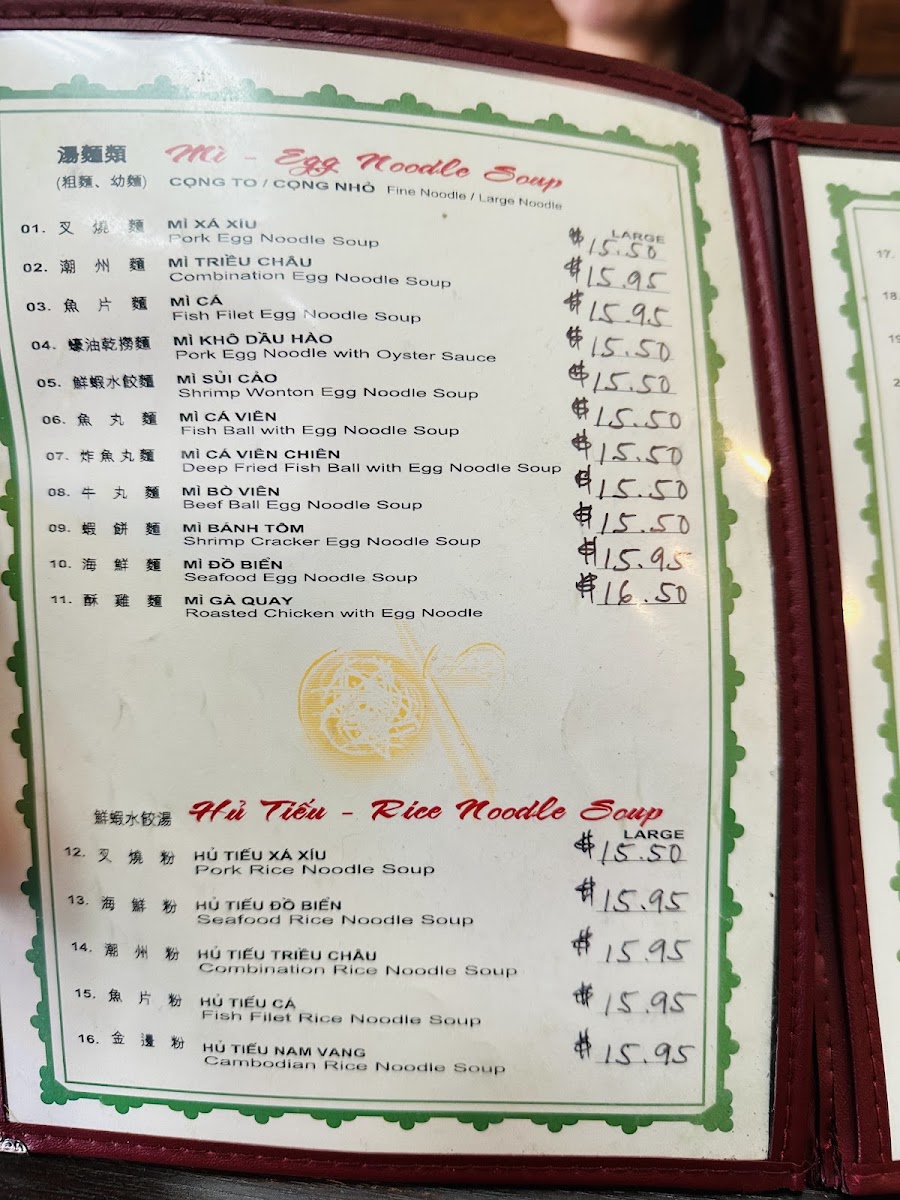 湯麵類 Mì - Egg Noodle Soup
(粗麵、幼麵) CỌNG TO / CỌNG NHỎ Fine Noodle / Large Noodle
LARGE
01. 叉燒麵 MÌ XÁ XÍU $15.50
Pork Egg Noodle Soup
02. 潮州麵 MÌ TRIỀU CHÂU $15.95
Combination Egg Noodle Soup
03. 魚片麵 MÌ CÁ $15.95
Fish Filet Egg Noodle Soup
04. 蠔油乾撈麵 MÌ KHÔ DẦU HÀO $15.50
Pork Egg Noodle with Oyster Sauce
05. 鮮蝦水餃麵 MÌ SỦI CẢO $15.50
Shrimp Wonton Egg Noodle Soup
06. 魚丸麵 MÌ CÁ VIÊN $15.50
Fish Ball with Egg Noodle Soup
07. 炸魚丸麵 MÌ CÁ VIÊN CHIÊN $15.50
Deep Fried Fish Ball with Egg Noodle Soup
08. 牛丸麵 MÌ BÒ VIÊN $15.50
Beef Ball Egg Noodle Soup
09. 蝦餅麵 MÌ BÁNH TÔM $15.50
Shrimp Cracker Egg Noodle Soup
10. 海鮮麵 MÌ ĐỒ BIỂN $15.95
Seafood Egg Noodle Soup
11. 酥雞麵 MÌ GÀ QUAY $16.50
Roasted Chicken with Egg Noodle
鮮蝦水餃湯 Hủ Tiếu - Rice Noodle Soup
LARGE
12. 叉燒粉 HỦ TIẾU XÁ XÍU $15.50
Pork Rice Noodle Soup
13. 海鮮粉 HỦ TIẾU ĐỒ BIỂN $15.95
Seafood Rice Noodle Soup
14. 潮州粉 HỦ TIẾU TRIỀU CHÂU $15.95
Combination Rice Noodle Soup
15. 魚片粉 HỦ TIẾU CÁ $15.95
Fish Filet Rice Noodle Soup
16. 金邊粉 HỦ TIẾU NAM VANG $15.95
Cambodian Rice Noodle Soup
17.
18.